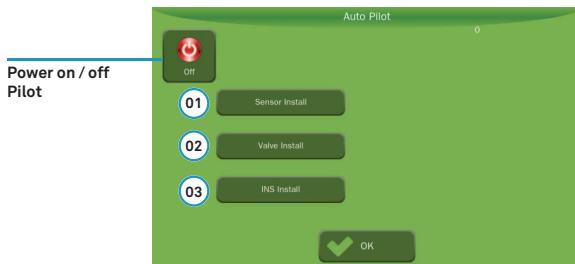 Auto Pilot
0
Off
Power on / off
Pilot
01
Sensor Install
02
Valve Install
03
INS Install
OK